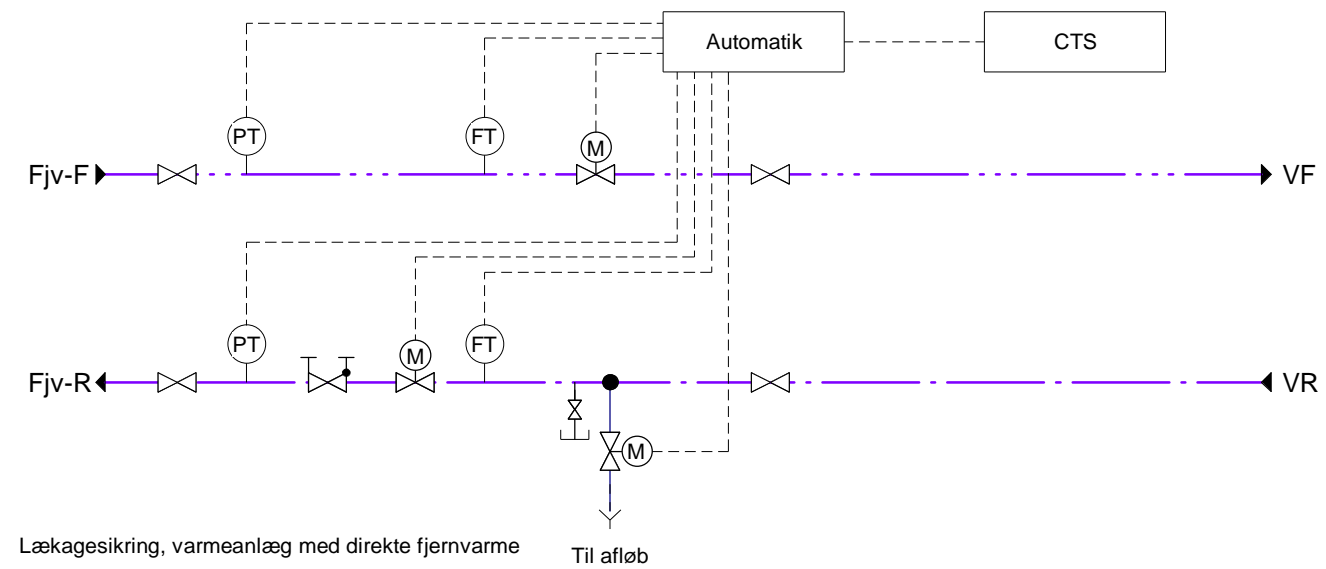 Automatik
CTS
PT
FT
M
Fjv-F
VF
PT
M
FT
Fjv-R
VR
M
Lækagesikring, varmeanlæg med direkte fjernvarme
Til afløb